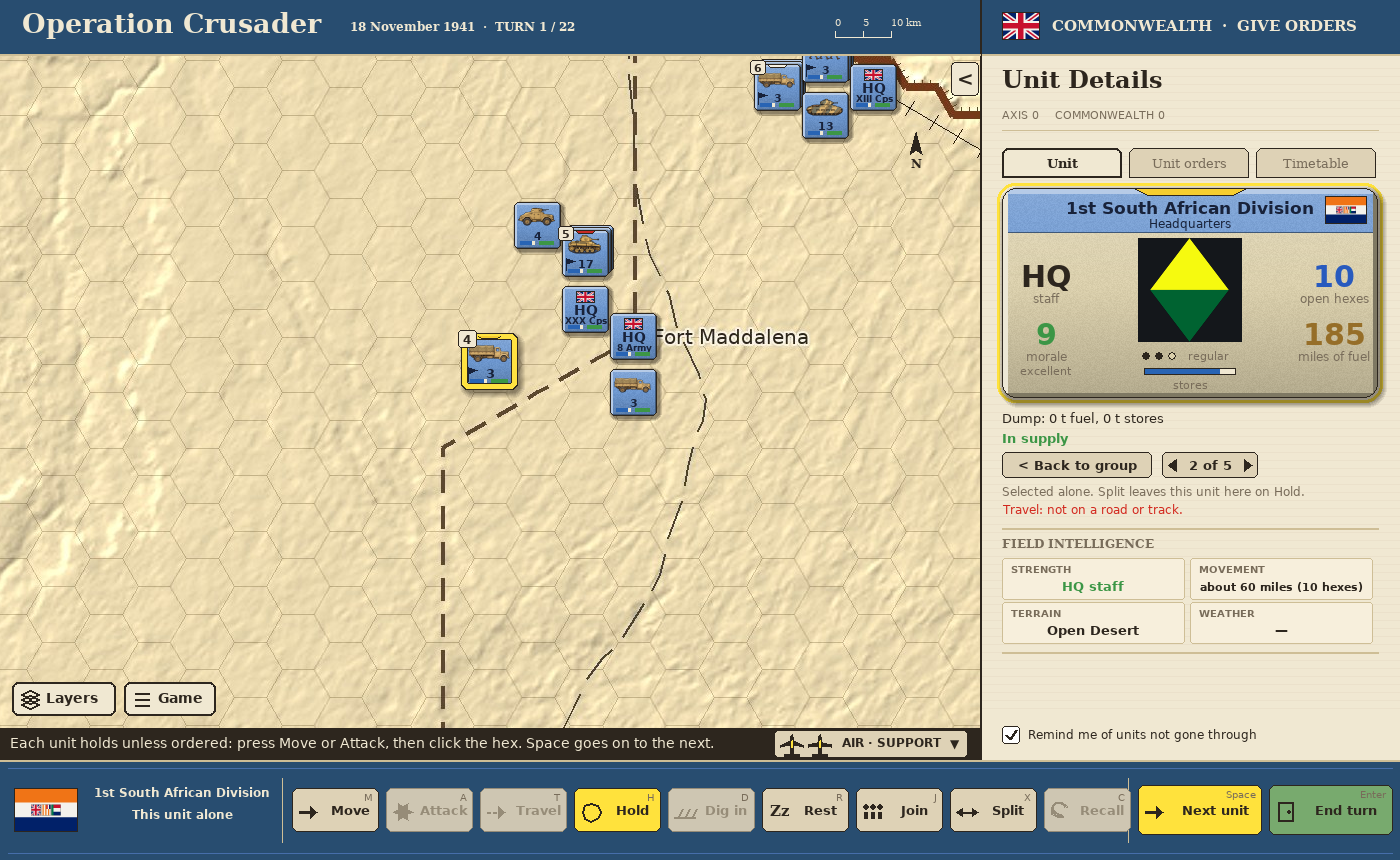 Operation Crusader
18 November 1941 · TURN 1 / 22
0 5 10 km
COMMONWEALTH · GIVE ORDERS
6
3
3
HQ
XIII Cps
13
<
N
4
5
17
HQ
XXX Cps
HQ
8 Army
Fort Maddalena
4
3
3
Layers
Game
Each unit holds unless ordered: press Move or Attack, then click the hex. Space goes on to the next.
AIR · SUPPORT ▼
Unit Details
AXIS 0 COMMONWEALTH 0
Unit
Unit orders
Timetable
1st South African Division
Headquarters
HQ
staff
10
open hexes
9
morale
excellent
185
miles of fuel
regular
stores
Dump: 0 t fuel, 0 t stores
In supply
< Back to group
2 of 5
Selected alone. Split leaves this unit here on Hold.
Travel: not on a road or track.
FIELD INTELLIGENCE
STRENGTH
HQ staff
MOVEMENT
about 60 miles (10 hexes)
TERRAIN
Open Desert
WEATHER
—
Remind me of units not gone through
1st South African Division
This unit alone
M
Move
A
Attack
T
Travel
H
Hold
D
Dig in
R
Zz Rest
J
Join
X
Split
C
Recall
Space
Next unit
Enter
End turn